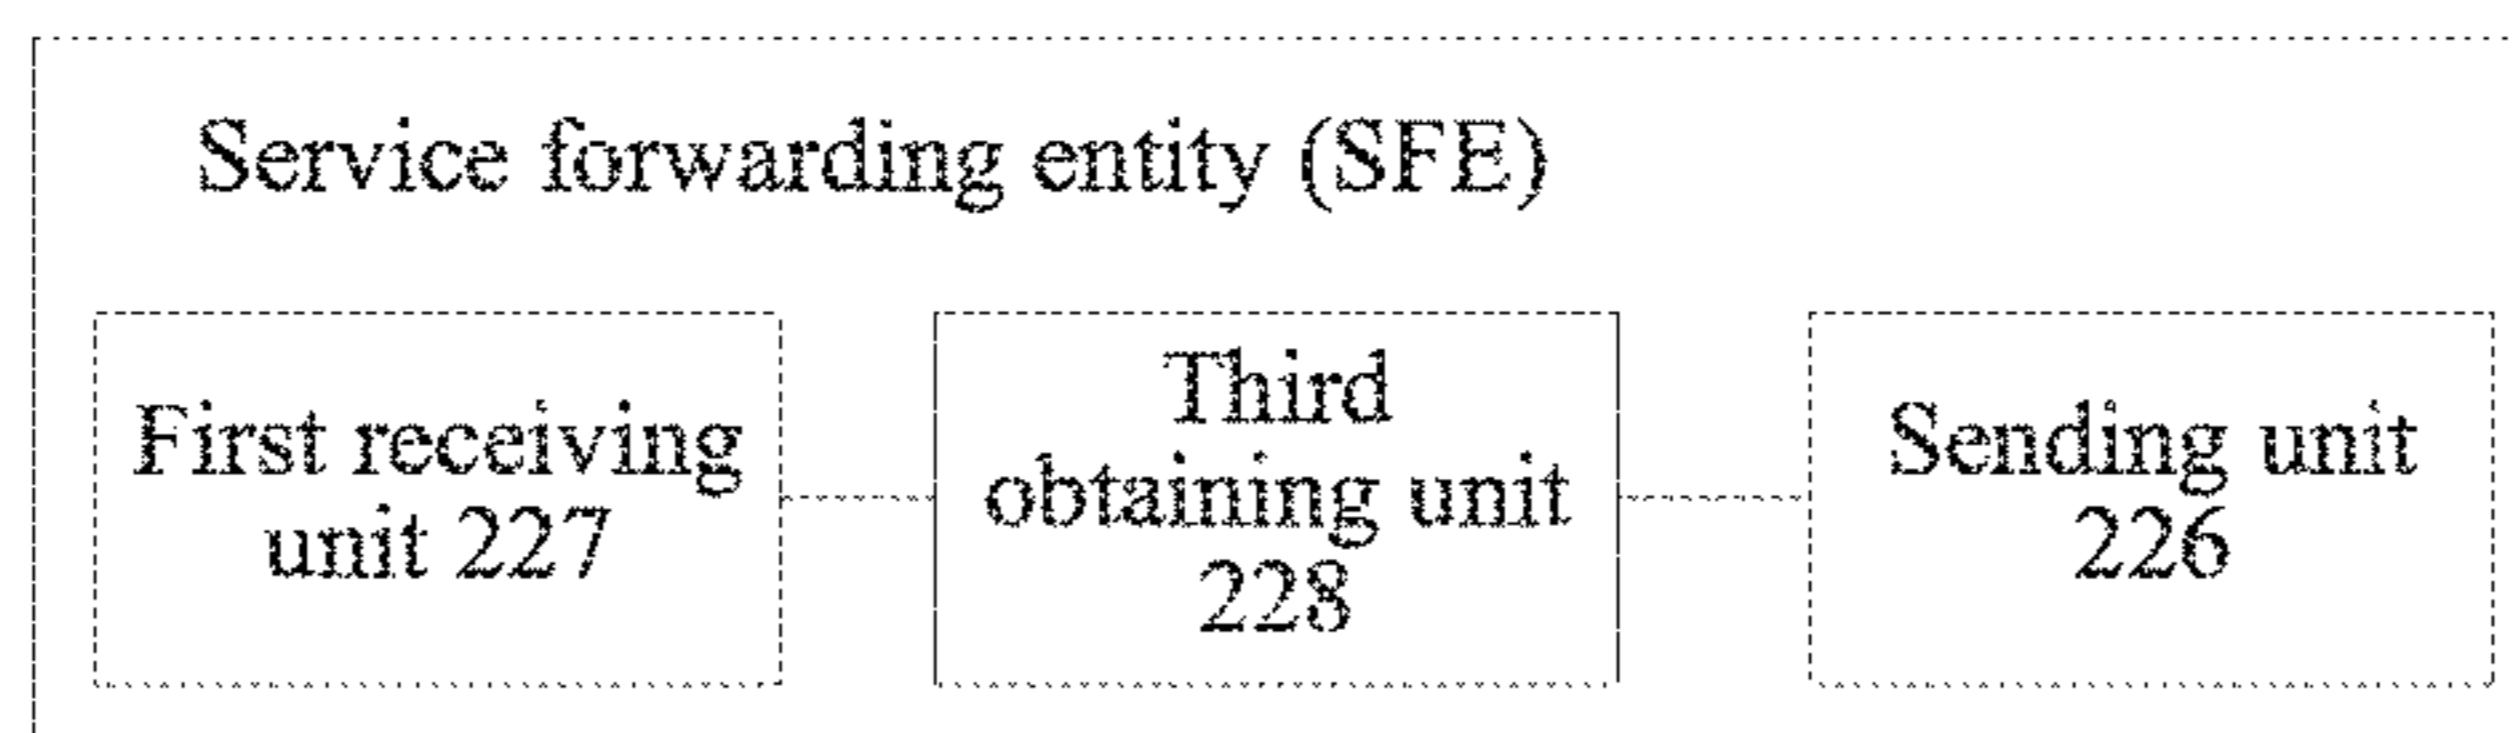 Service forwarding entity (SFE)
First receiving
unit 227
Third
obtaining unit
228
Sending unit
226